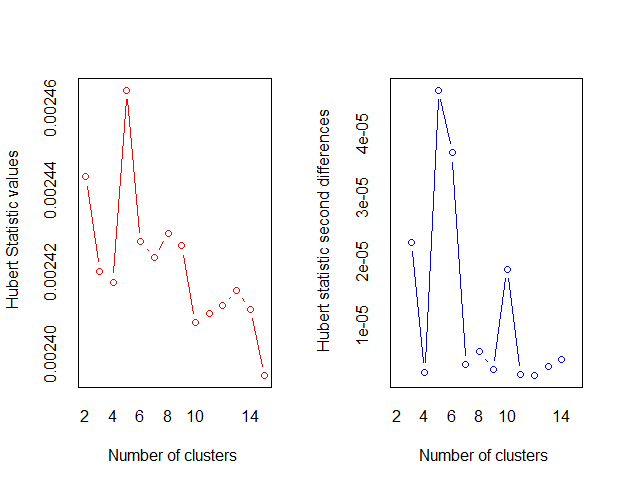 Hubert Statistic values
0.00240 0.00242 0.00244 0.00246
2 4 6 8 10 14
Number of clusters
Hubert statistic second differences
1e-05 2e-05 3e-05 4e-05
2 4 6 8 10 14
Number of clusters